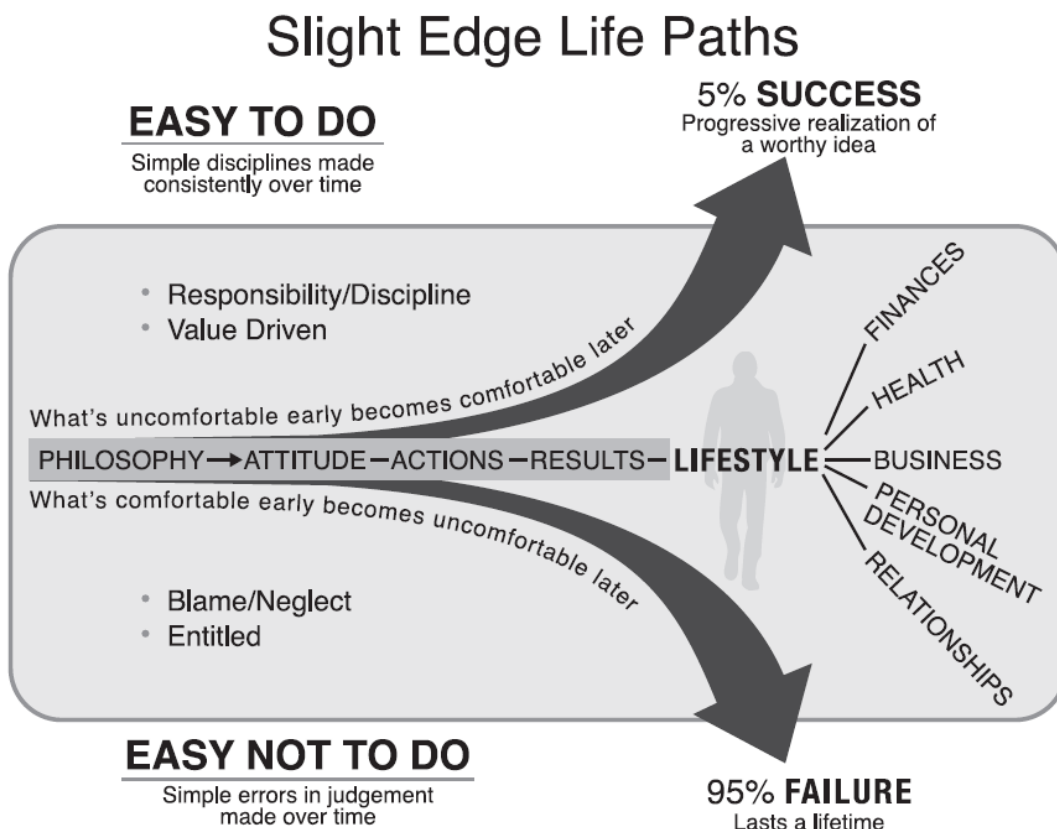 Slight Edge Life Paths
EASY TO DO
Simple disciplines made
consistently over time
5% SUCCESS
Progressive realization of
a worthy idea
• Responsibility/Discipline
• Value Driven
What's uncomfortable early becomes comfortable later
PHILOSOPHY→ATTITUDE–ACTIONS–RESULTS–LIFESTYLE
What's comfortable early becomes uncomfortable later
FINANCES
HEALTH
BUSINESS
PERSONAL
DEVELOPMENT
RELATIONSHIPS
• Blame/Neglect
• Entitled
EASY NOT TO DO
Simple errors in judgement
made over time
95% FAILURE
Lasts a lifetime